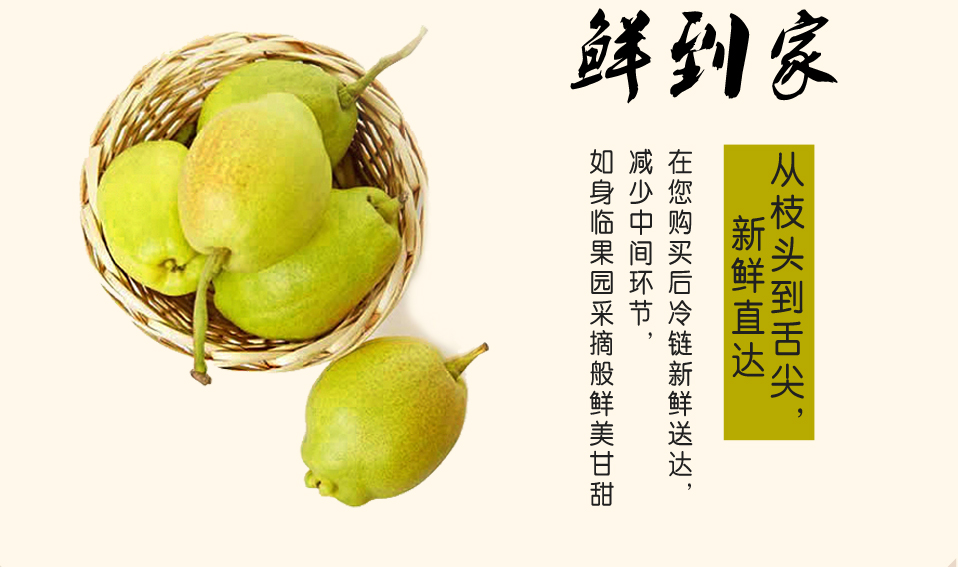 鲜到家
从枝头到舌尖，
新鲜直达
在您购买后冷链新鲜送达，
减少中间环节，
如身临果园采摘般鲜美甘甜